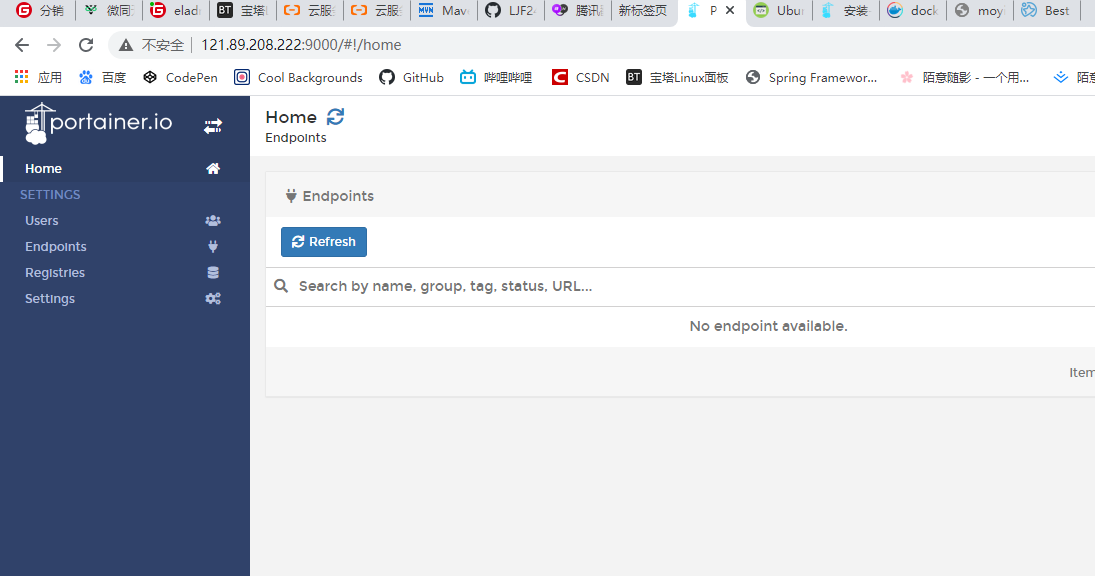 分销 微同 elad 宝塔 云服 云服 Mav LJF24 腾讯 新标签页 P Ubu 安装 dock moy Best
不安全 121.89.208.222:9000/#!/home
应用 百度 CodePen Cool Backgrounds GitHub 哔哩哔哩 CSDN BT 宝塔Linux面板 Spring Framewor... 陌意随影 - 一个用... 陌意
portainer.io
Home
SETTINGS
Users
Endpoints
Registries
Settings
Home
Endpoints
Endpoints
Refresh
Search by name, group, tag, status, URL...
No endpoint available.
Item